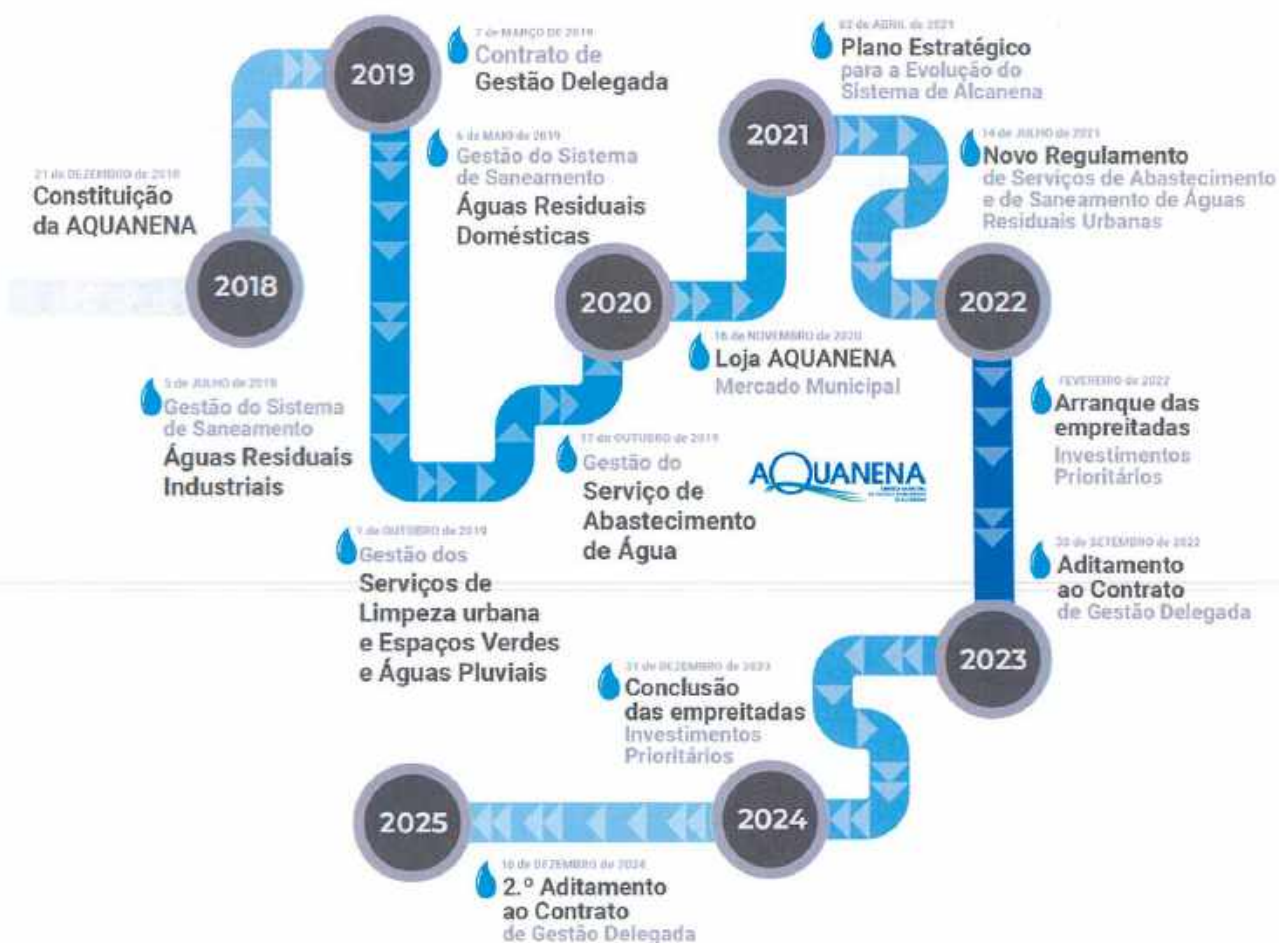 21 de DEZEMBRO de 2018
Constituição
da AQUANENA
2018
5 de JULHO de 2019
Gestão do Sistema
de Saneamento
Águas Residuais
Industriais
2019
7 de MARÇO DE 2019
Contrato de
Gestão Delegada
6 de MAIO de 2019
Gestão do Sistema
de Saneamento
Águas Residuais
Domésticas
1 de OUTUBRO de 2019
Gestão dos
Serviços de
Limpeza urbana
e Espaços Verdes
e Águas Pluviais
17 de OUTUBRO de 2019
Gestão do
Serviço de
Abastecimento
de Água
2020
16 de NOVEMBRO de 2020
Loja AQUANENA
Mercado Municipal
AQUANENA
2021
02 de ABRIL de 2021
Plano Estratégico
para a Evolução do
Sistema de Alcanena
14 de JULHO de 2021
Novo Regulamento
de Serviços de Abastecimento
e de Saneamento de Águas
Residuais Urbanas
2022
FEVEREIRO de 2022
Arranque das
empreitadas
Investimentos
Prioritários
30 de SETEMBRO de 2022
Aditamento
ao Contrato
de Gestão Delegada
2023
31 de DEZEMBRO de 2023
Conclusão
das empreitadas
Investimentos
Prioritários
2024
10 de DEZEMBRO de 2024
2.º Aditamento
ao Contrato
de Gestão Delegada
2025